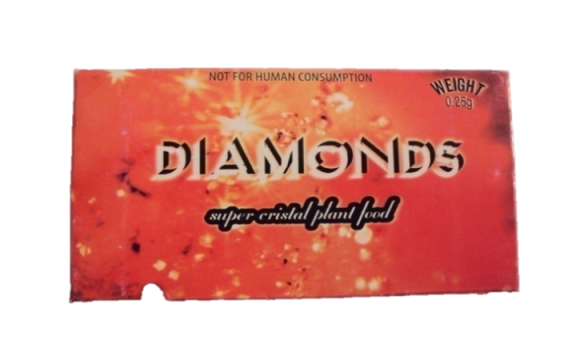 NOT FOR HUMAN CONSUMPTION
WEIGHT
0,25g
DIAMONDS
super cristal plant food